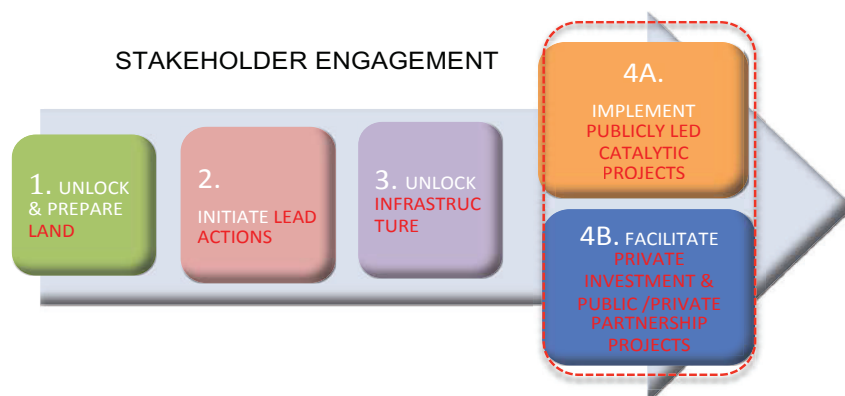 STAKEHOLDER ENGAGEMENT
1. UNLOCK
& PREPARE
LAND
2.
INITIATE LEAD
ACTIONS
3. UNLOCK
INFRASTRUC
TURE
4A.
IMPLEMENT
PUBLICLY LED
CATALYTIC
PROJECTS
4B. FACILITATE
PRIVATE
INVESTMENT &
PUBLIC /PRIVATE
PARTNERSHIP
PROJECTS